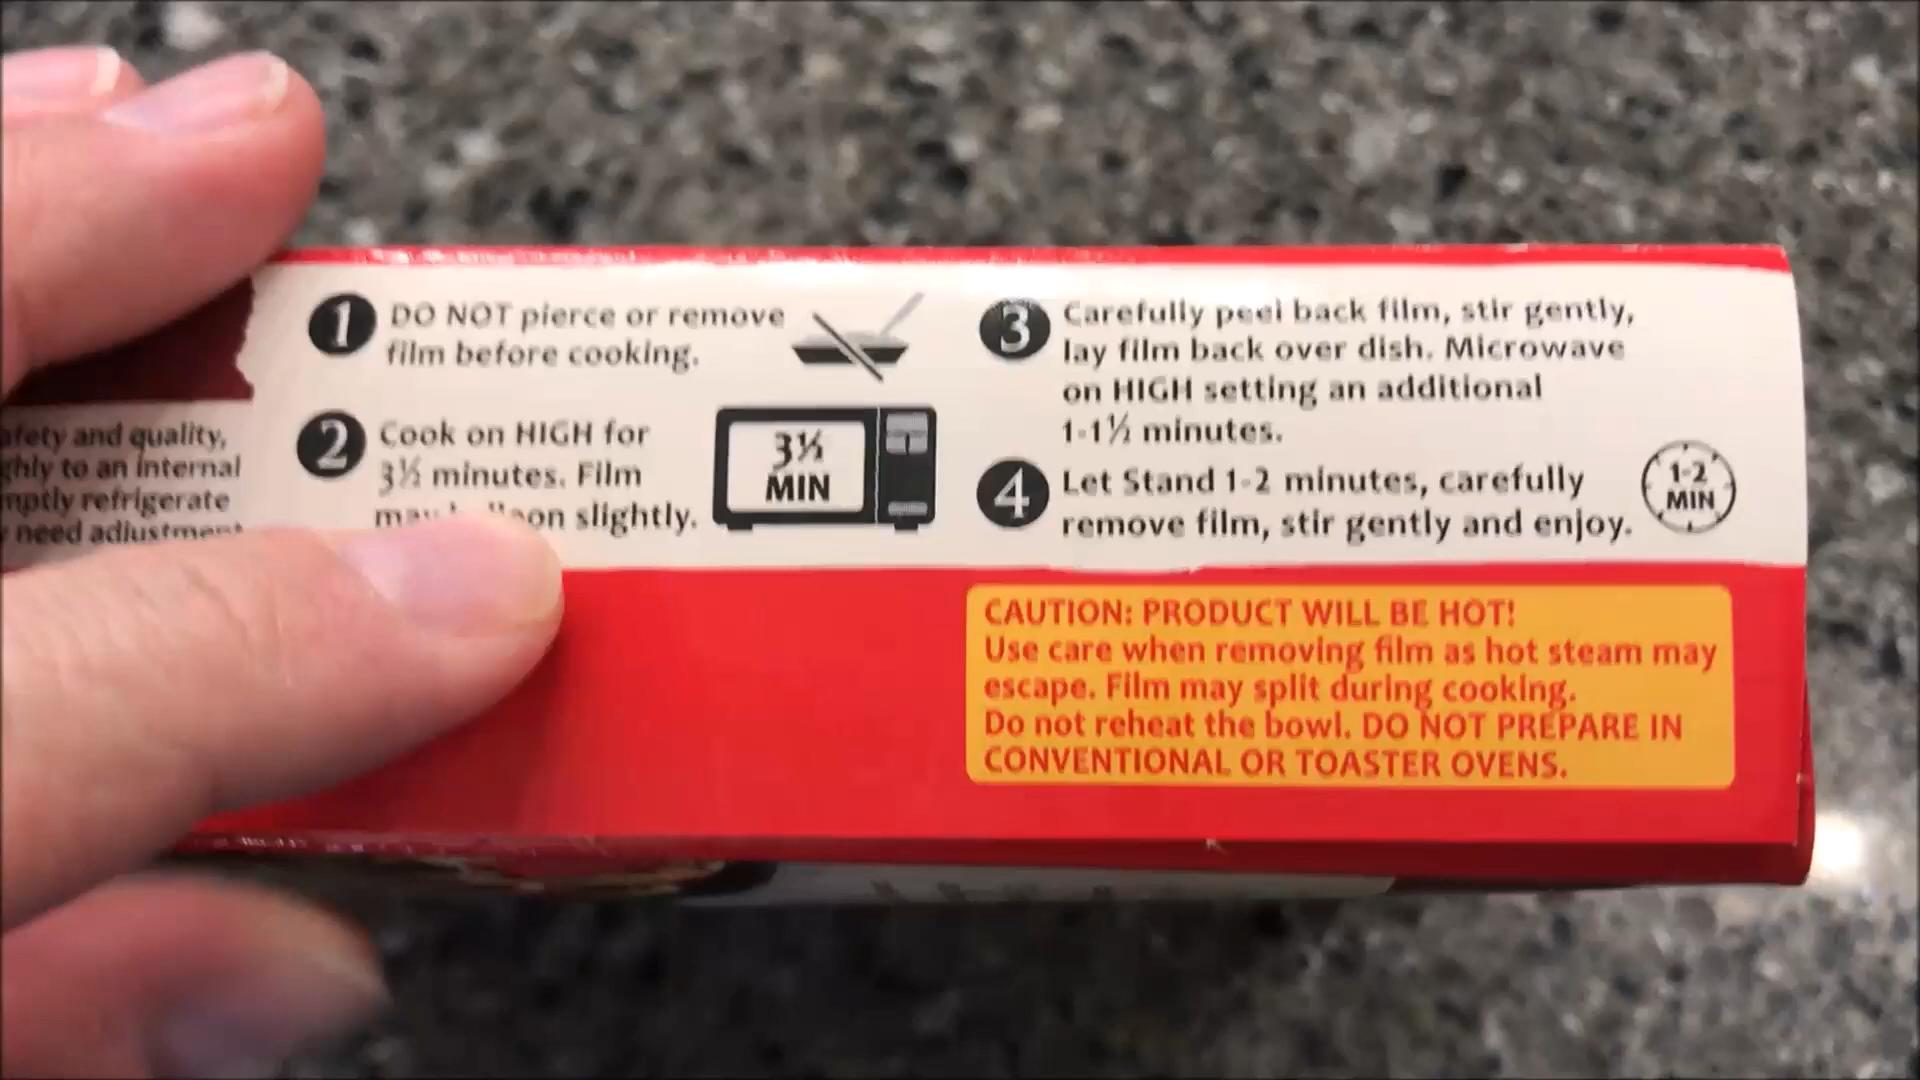 1 DO NOT pierce or remove
film before cooking.
2 Cook on HIGH for
3½ minutes. Film
slightly.
3½
MIN
3 Carefully peel back film, stir gently,
lay film back over dish. Microwave
on HIGH setting an additional
1-1½ minutes.
4 Let Stand 1-2 minutes, carefully
remove film, stir gently and enjoy.
1-2
MIN
and quality,
to an internal
refrigerate
need adjustment
CAUTION: PRODUCT WILL BE HOT!
Use care when removing film as hot steam may
escape. Film may split during cooking.
Do not reheat the bowl. DO NOT PREPARE IN
CONVENTIONAL OR TOASTER OVENS.